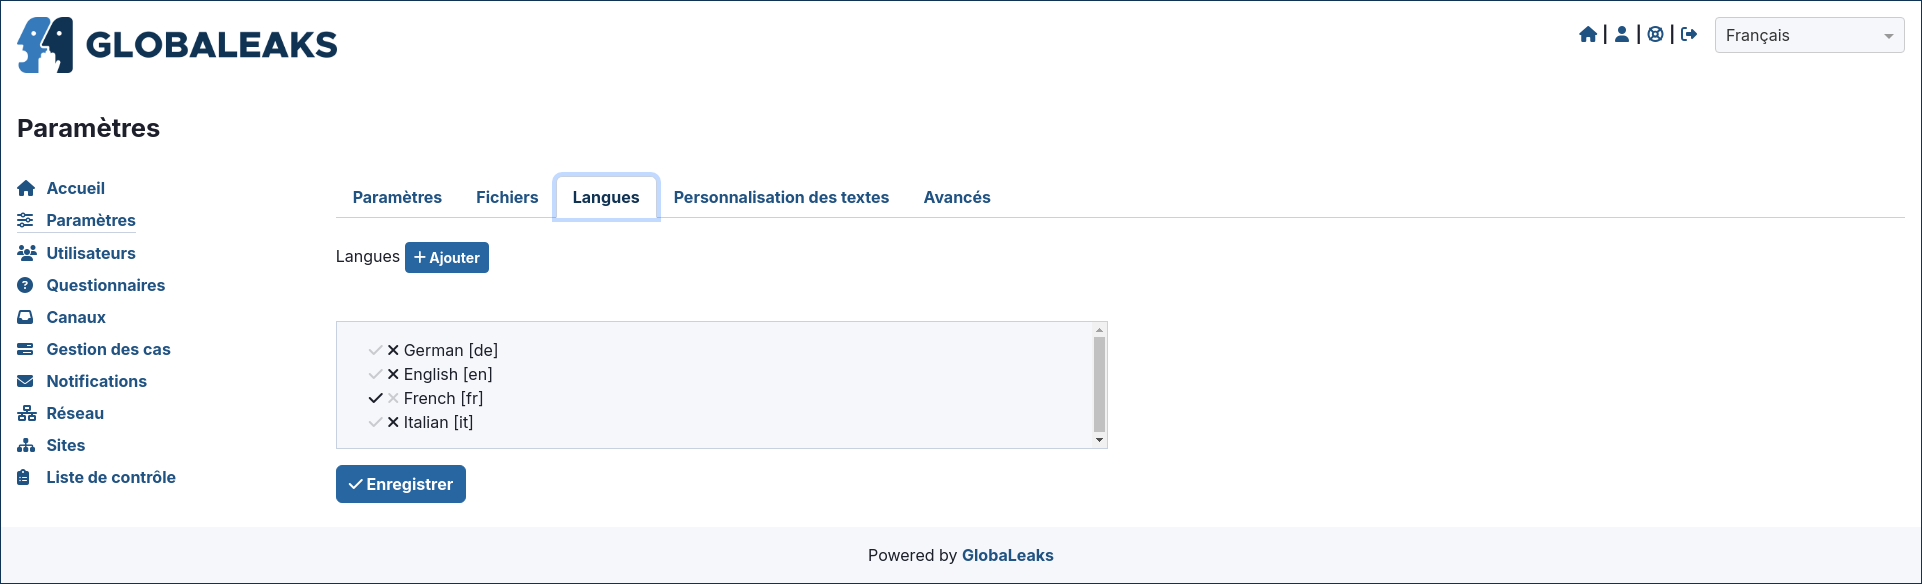 GLOBALEAKS
Français
Paramètres
Accueil
Paramètres
Utilisateurs
Questionnaires
Canaux
Gestion des cas
Notifications
Réseau
Sites
Liste de contrôle
Paramètres Fichiers Langues Personnalisation des textes Avancés
Langues Ajouter
German [de]
English [en]
French [fr]
Italian [it]
Enregistrer
Powered by GlobaLeaks